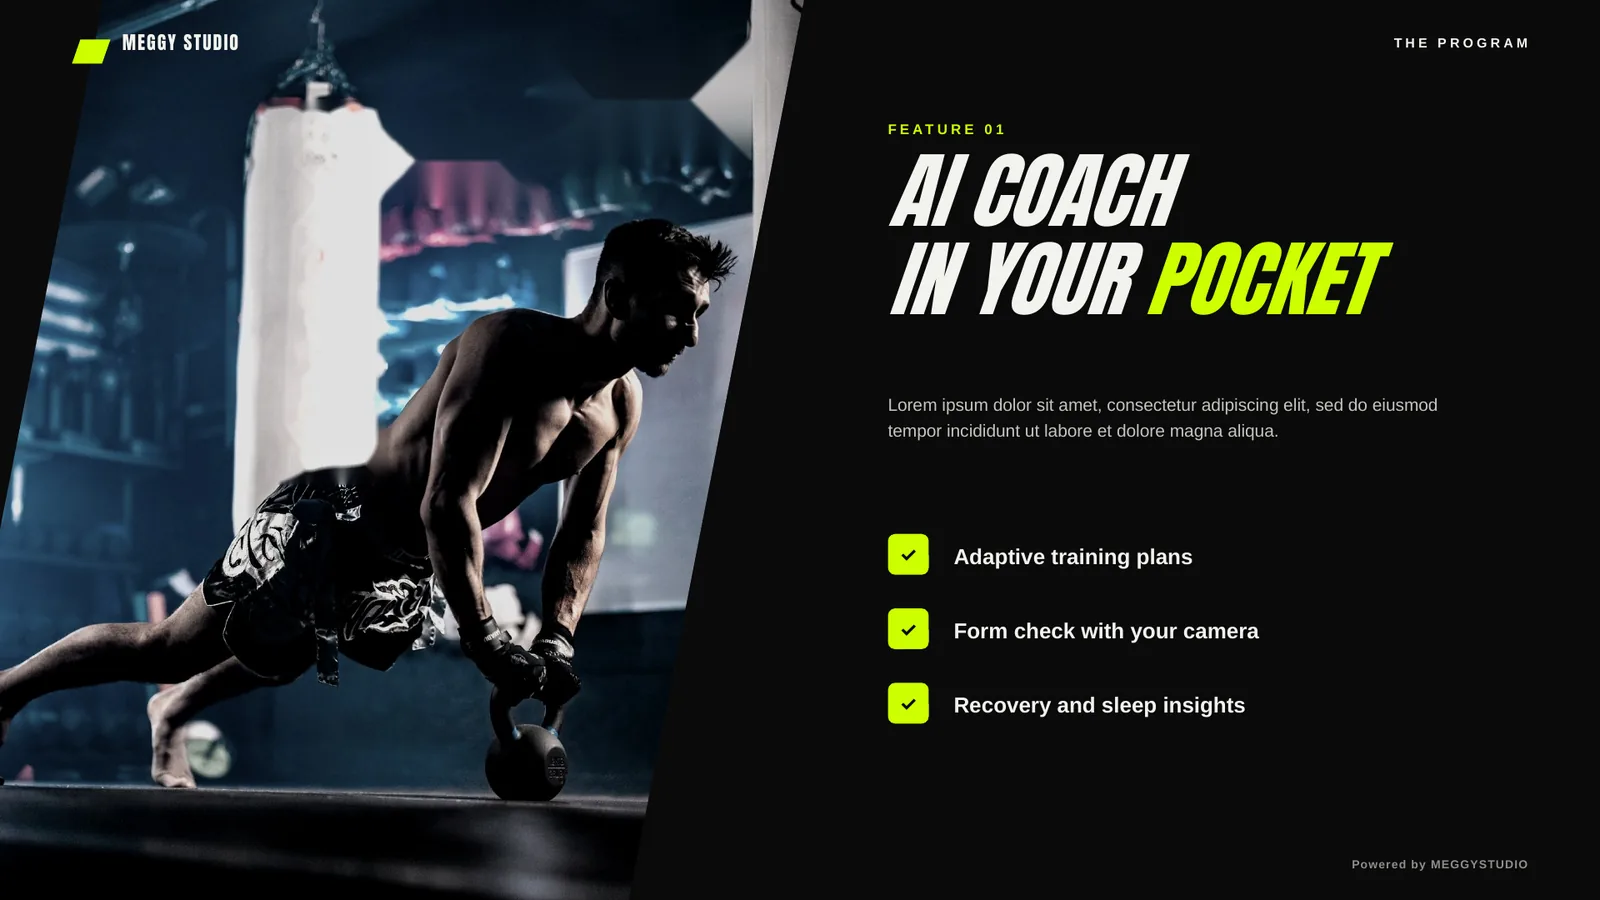 MEGGY STUDIO
THE PROGRAM
FEATURE 01
AI COACH
IN YOUR POCKET
Lorem ipsum dolor sit amet, consectetur adipiscing elit, sed do eiusmod
tempor incididunt ut labore et dolore magna aliqua.
Adaptive training plans
Form check with your camera
Recovery and sleep insights
Powered by MEGGYSTUDIO